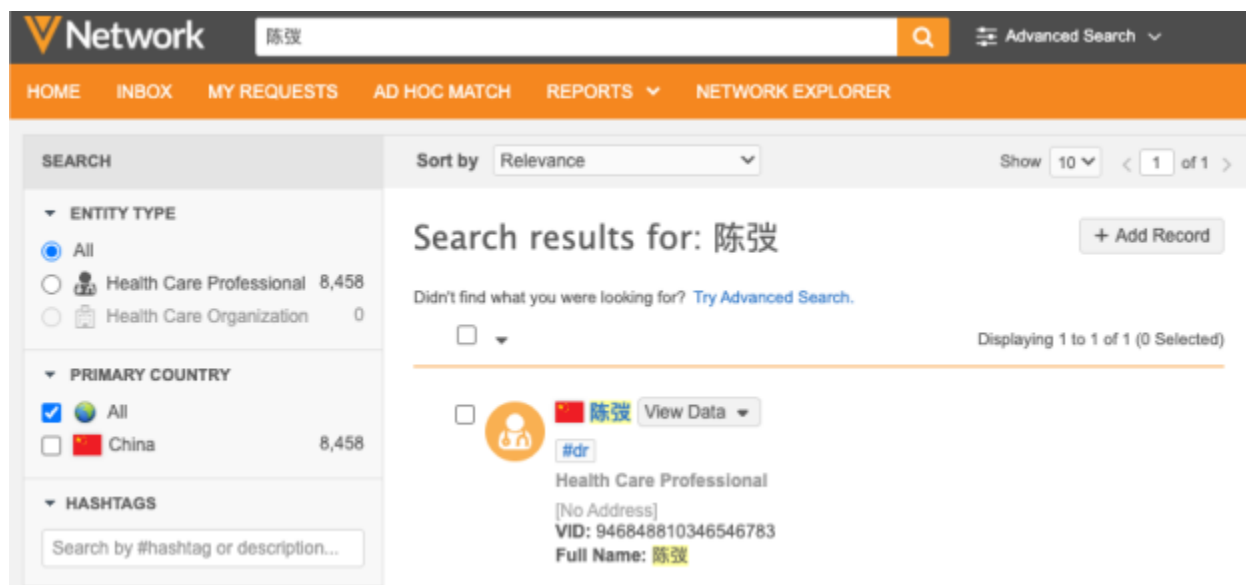 Network
陈弢
Advanced Search
HOME INBOX MY REQUESTS AD HOC MATCH REPORTS NETWORK EXPLORER
SEARCH
Sort by Relevance
Show 10 < 1 of 1 >
ENTITY TYPE
All
Health Care Professional 8,458
Health Care Organization 0
PRIMARY COUNTRY
All
China 8,458
HASHTAGS
Search by #hashtag or description...
Search results for: 陈弢
+ Add Record
Didn't find what you were looking for? Try Advanced Search.
Displaying 1 to 1 of 1 (0 Selected)
陈弢 View Data
#dr
Health Care Professional
[No Address]
VID: 946848810346546783
Full Name: 陈弢